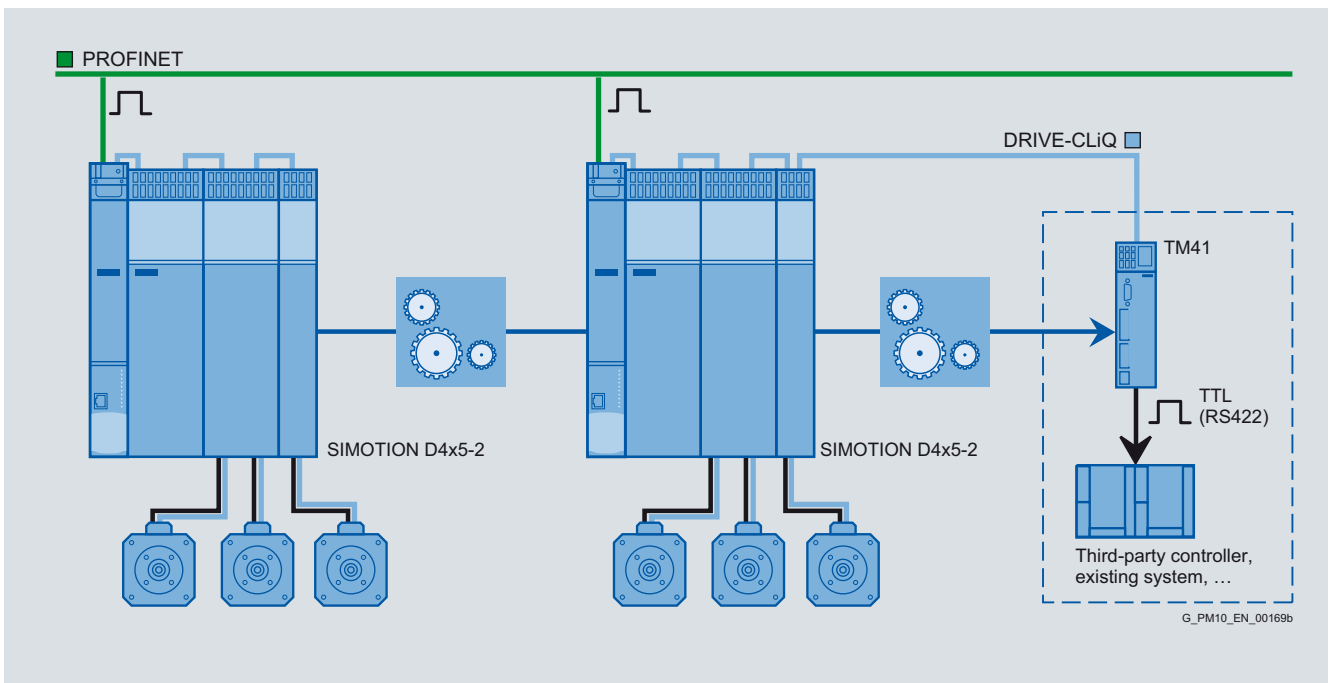 PROFINET
DRIVE-CLiQ
TM41
TTL
(RS422)
SIMOTION D4x5-2
SIMOTION D4x5-2
Third-party controller,
existing system, …
G_PM10_EN_00169b